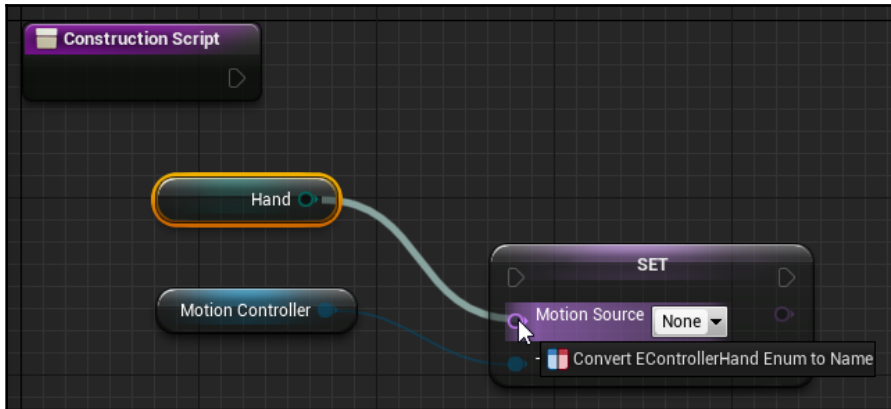 Construction Script
Hand
SET
Motion Controller
Motion Source
None
Convert EControllerHand Enum to Name